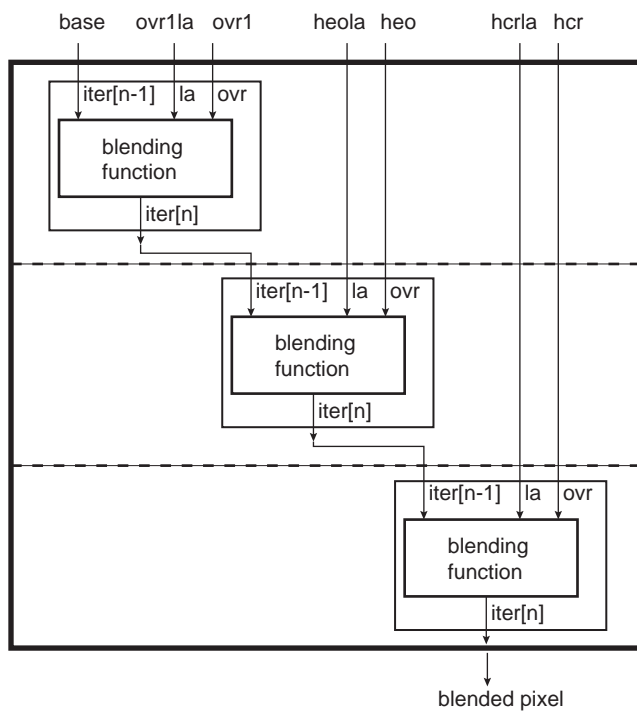 base ovr1la ovr1 heola heo hcrla hcr
iter[n-1] la ovr
blending
function
iter[n]
iter[n-1] la ovr
blending
function
iter[n]
iter[n-1] la ovr
blending
function
iter[n]
blended pixel